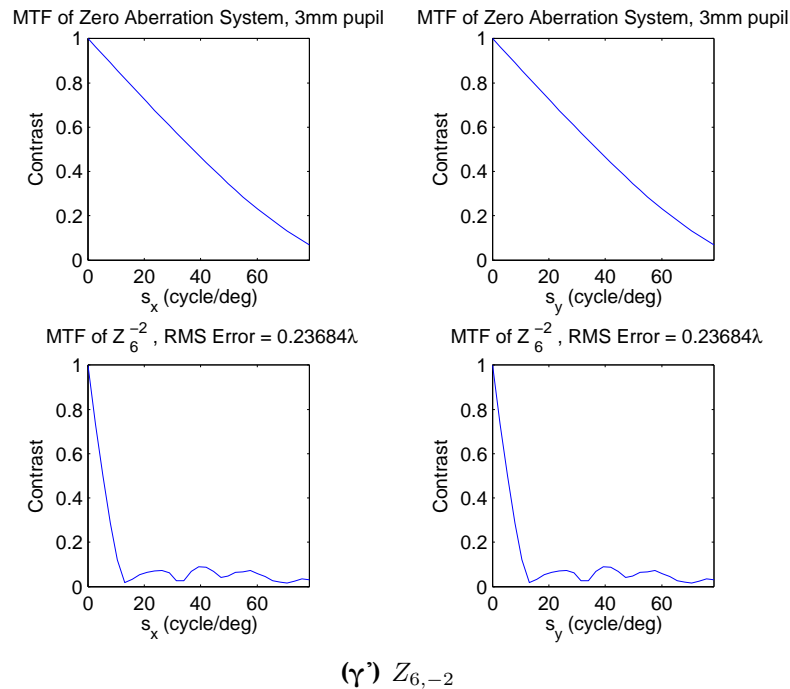 MTF of Zero Aberration System, 3mm pupil
1
0.8
0.6
0.4
0.2
0
Contrast
0 20 40 60
s_x (cycle/deg)
MTF of Zero Aberration System, 3mm pupil
1
0.8
0.6
0.4
0.2
0
Contrast
0 20 40 60
s_y (cycle/deg)
MTF of Z_6^{-2}, RMS Error = 0.23684λ
1
0.8
0.6
0.4
0.2
0
Contrast
0 20 40 60
s_x (cycle/deg)
MTF of Z_6^{-2}, RMS Error = 0.23684λ
1
0.8
0.6
0.4
0.2
0
Contrast
0 20 40 60
s_y (cycle/deg)
(γ') Z_{6,−2}